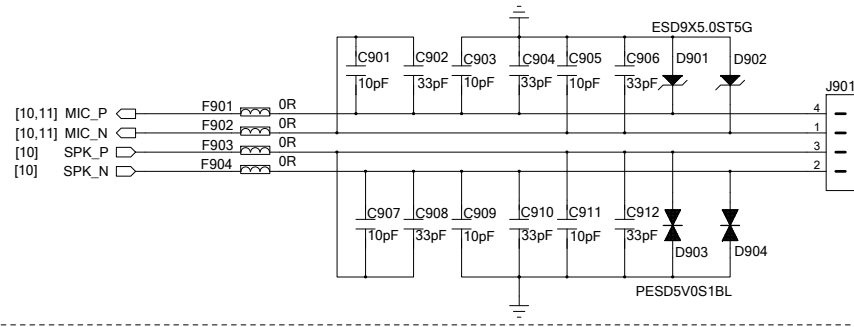 ESD9X5.0ST5G
C901 C902 C903 C904 C905 C906 D901 D902
10pF 33pF 10pF 33pF 10pF 33pF
J901
[10,11] MIC_P F901 0R 4
[10,11] MIC_N F902 0R 1
[10] SPK_P F903 0R 3
[10] SPK_N F904 0R 2
C907 C908 C909 C910 C911 C912
10pF 33pF 10pF 33pF 10pF 33pF
D903 D904
PESD5V0S1BL